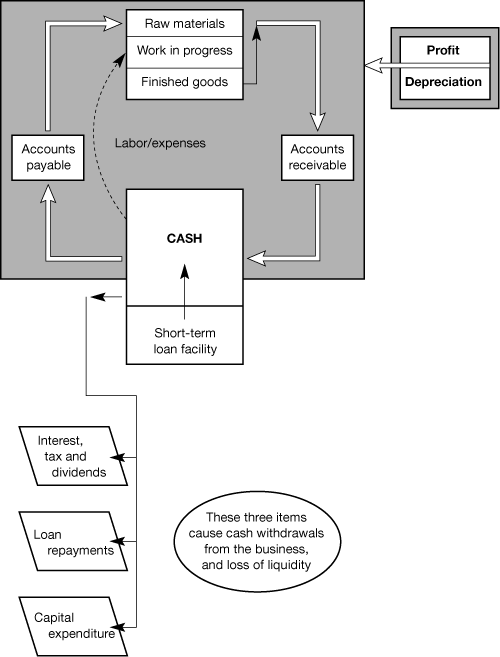 Raw materials
Work in progress
Finished goods
Profit
Depreciation
Labor/expenses
Accounts
payable
Accounts
receivable
CASH
Short-term
loan facility
Interest,
tax and
dividends
Loan
repayments
Capital
expenditure
These three items
cause cash withdrawals
from the business,
and loss of liquidity